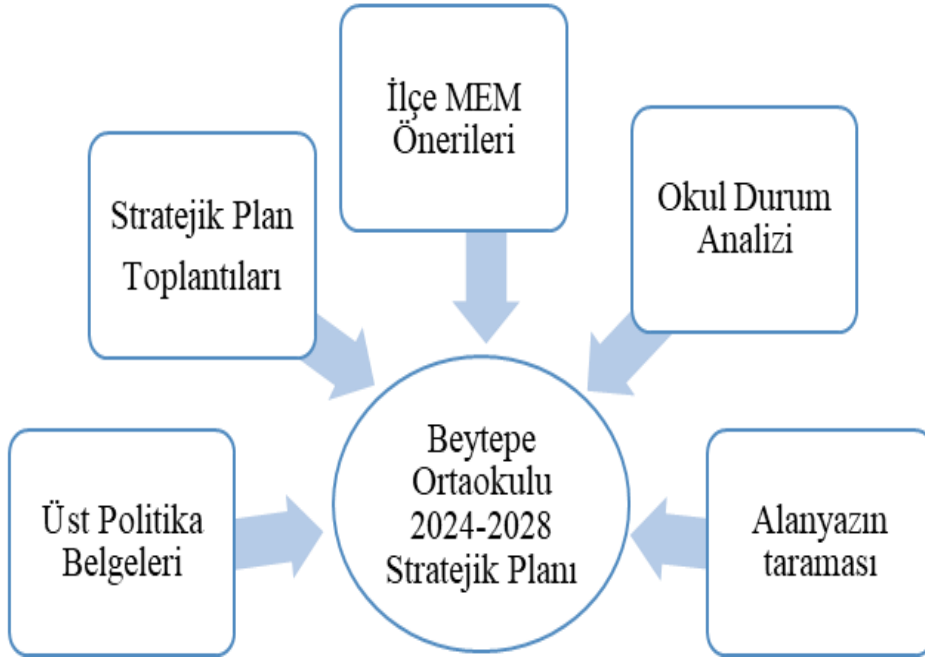 İlçe MEM
Önerileri
Stratejik Plan
Toplantıları
Okul Durum
Analizi
Üst Politika
Belgeleri
Beytepe
Ortaokulu
2024-2028
Stratejik Planı
Alanyazın
taraması